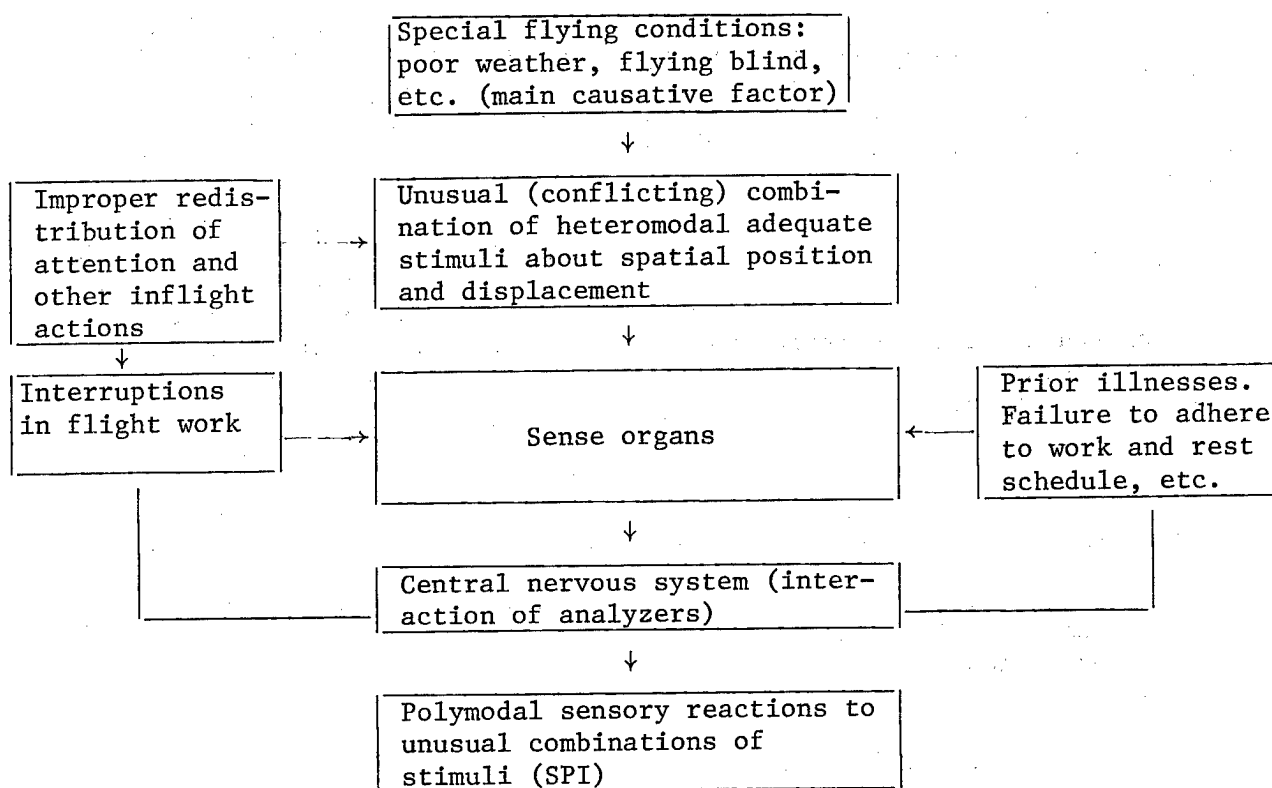 Special flying conditions:
poor weather, flying blind,
etc. (main causative factor)
Improper redis-
tribution of
attention and
other inflight
actions
Unusual (conflicting) combi-
nation of heteromodal adequate
stimuli about spatial position
and displacement
Interruptions
in flight work
Sense organs
Prior illnesses.
Failure to adhere
to work and rest
schedule, etc.
Central nervous system (inter-
action of analyzers)
Polymodal sensory reactions to
unusual combinations of
stimuli (SPI)